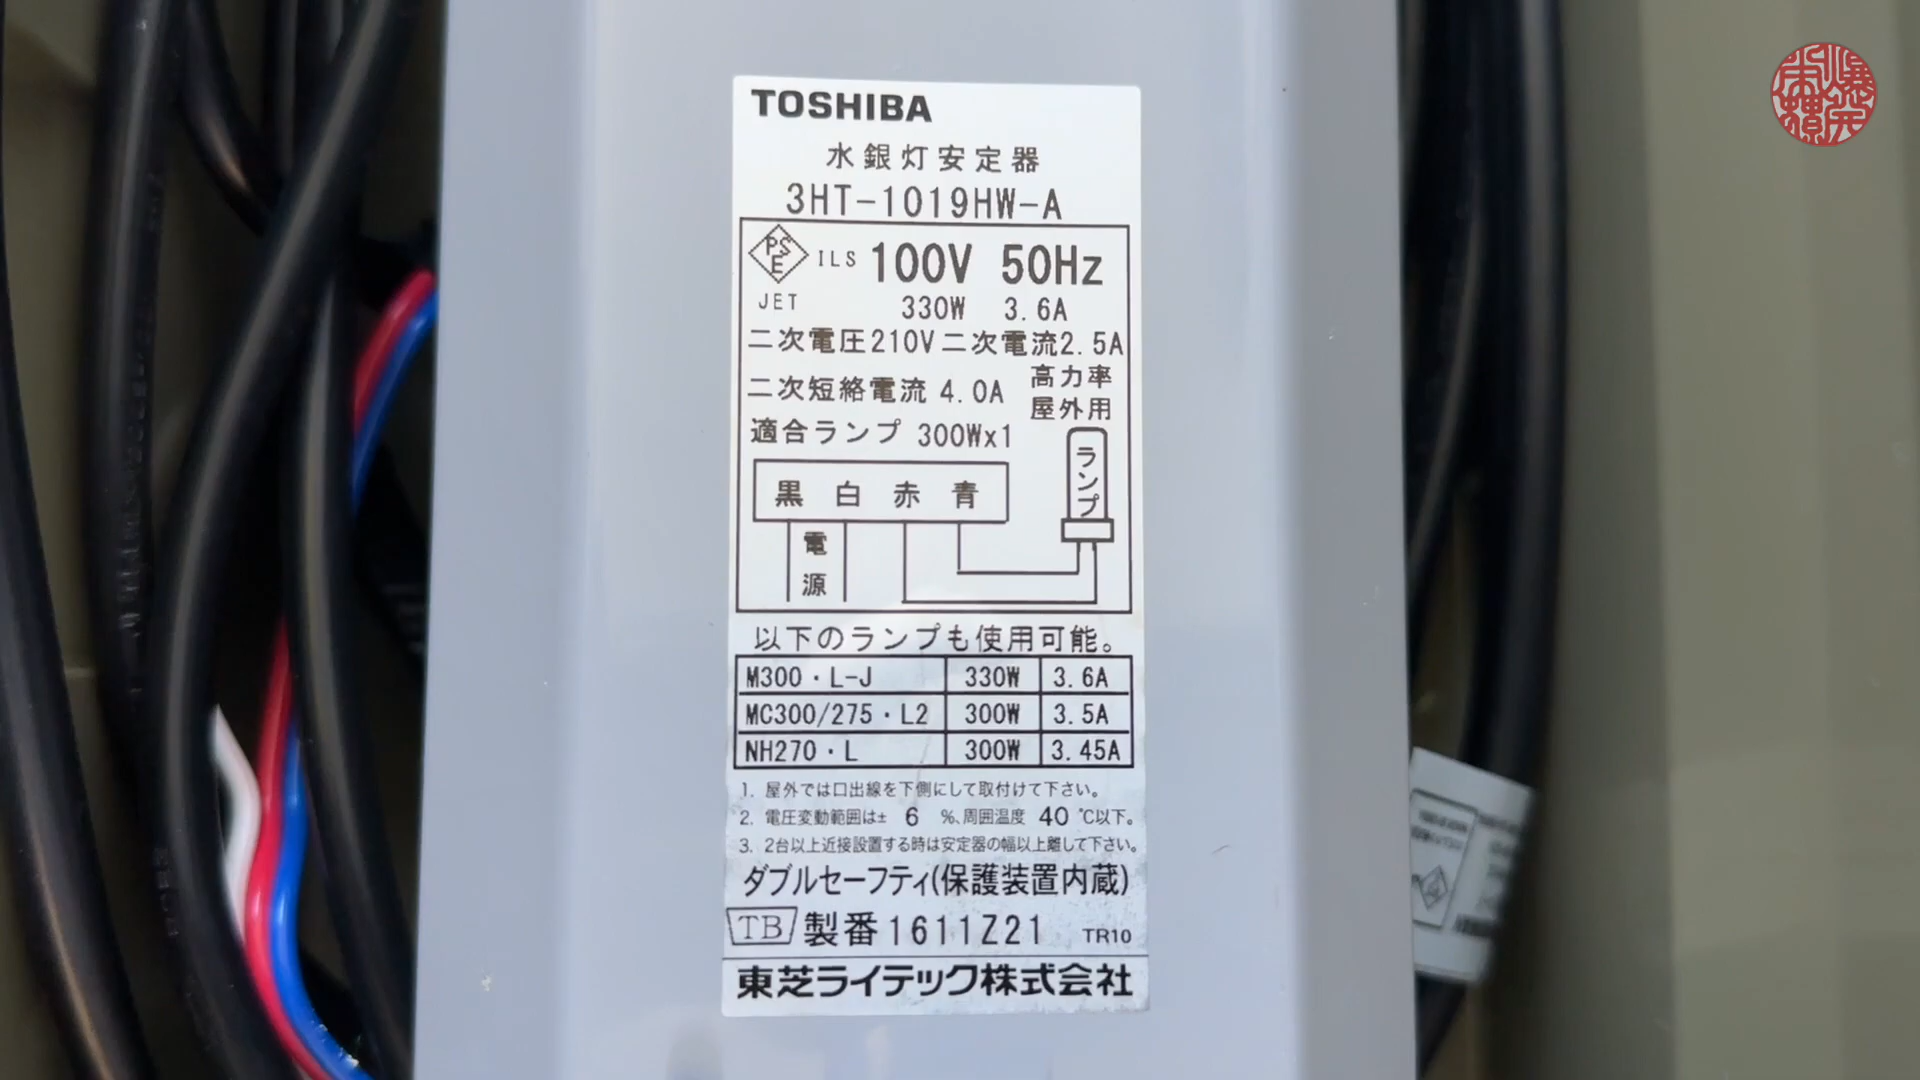 TOSHIBA
水銀灯安定器
3HT-1019HW-A
PSE ILS 100V 50Hz
JET 330W 3.6A
二次電圧210V 二次電流2.5A
二次短絡電流 4.0A
高力率
屋外用
適合ランプ 300Wx1
ランプ
黒 白 赤 青
電源
以下のランプも使用可能。
M300・L-J 330W 3.6A
MC300/275・L2 300W 3.5A
NH270・L 300W 3.45A
1. 屋外では口出線を下側にして取付けて下さい。
2. 電圧変動範囲は± 6 %、周囲温度 40 ℃以下。
3. 2台以上近接設置する時は安定器の幅以上離して下さい。
ダブルセーフティ(保護装置内蔵)
TB 製番1611Z21 TR10
東芝ライテック株式会社